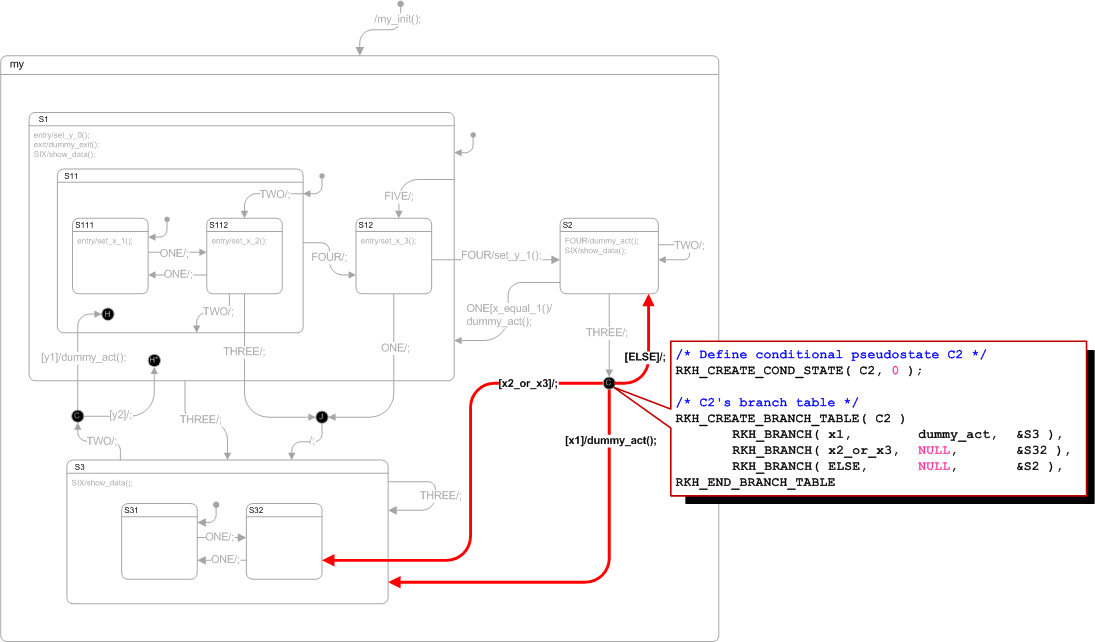 /my_init();
my
S1
entry/set_y_0();
exit/dummy_exit();
SIX/show_data();
S11
TWO/;
FIVE/;
S111
entry/set_x_1();
S112
entry/set_x_2();
ONE/;
ONE/;
S12
entry/set_x_3();
FOUR/;
S2
FOUR/dummy_act();
SIX/show_data();
TWO/;
FOUR/set_y_1();
TWO/;
H
ONE[x_equal_1()/
dummy_act();
THREE/;
THREE/;
ONE/;
[y1]/dummy_act();
H*
[ELSE]/;
[x2_or_x3]/;
C
/* Define conditional pseudostate C2 */
RKH_CREATE_COND_STATE( C2, 0 );
/* C2's branch table */
RKH_CREATE_BRANCH_TABLE( C2 )
RKH_BRANCH( x1, dummy_act, &S3 ),
RKH_BRANCH( x2_or_x3, NULL, &S32 ),
RKH_BRANCH( ELSE, NULL, &S2 ),
RKH_END_BRANCH_TABLE
C
[y2]/;
THREE/;
J
/;
TWO/;
[x1]/dummy_act();
S3
SIX/show_data();
THREE/;
S31
S32
ONE/;
ONE/;